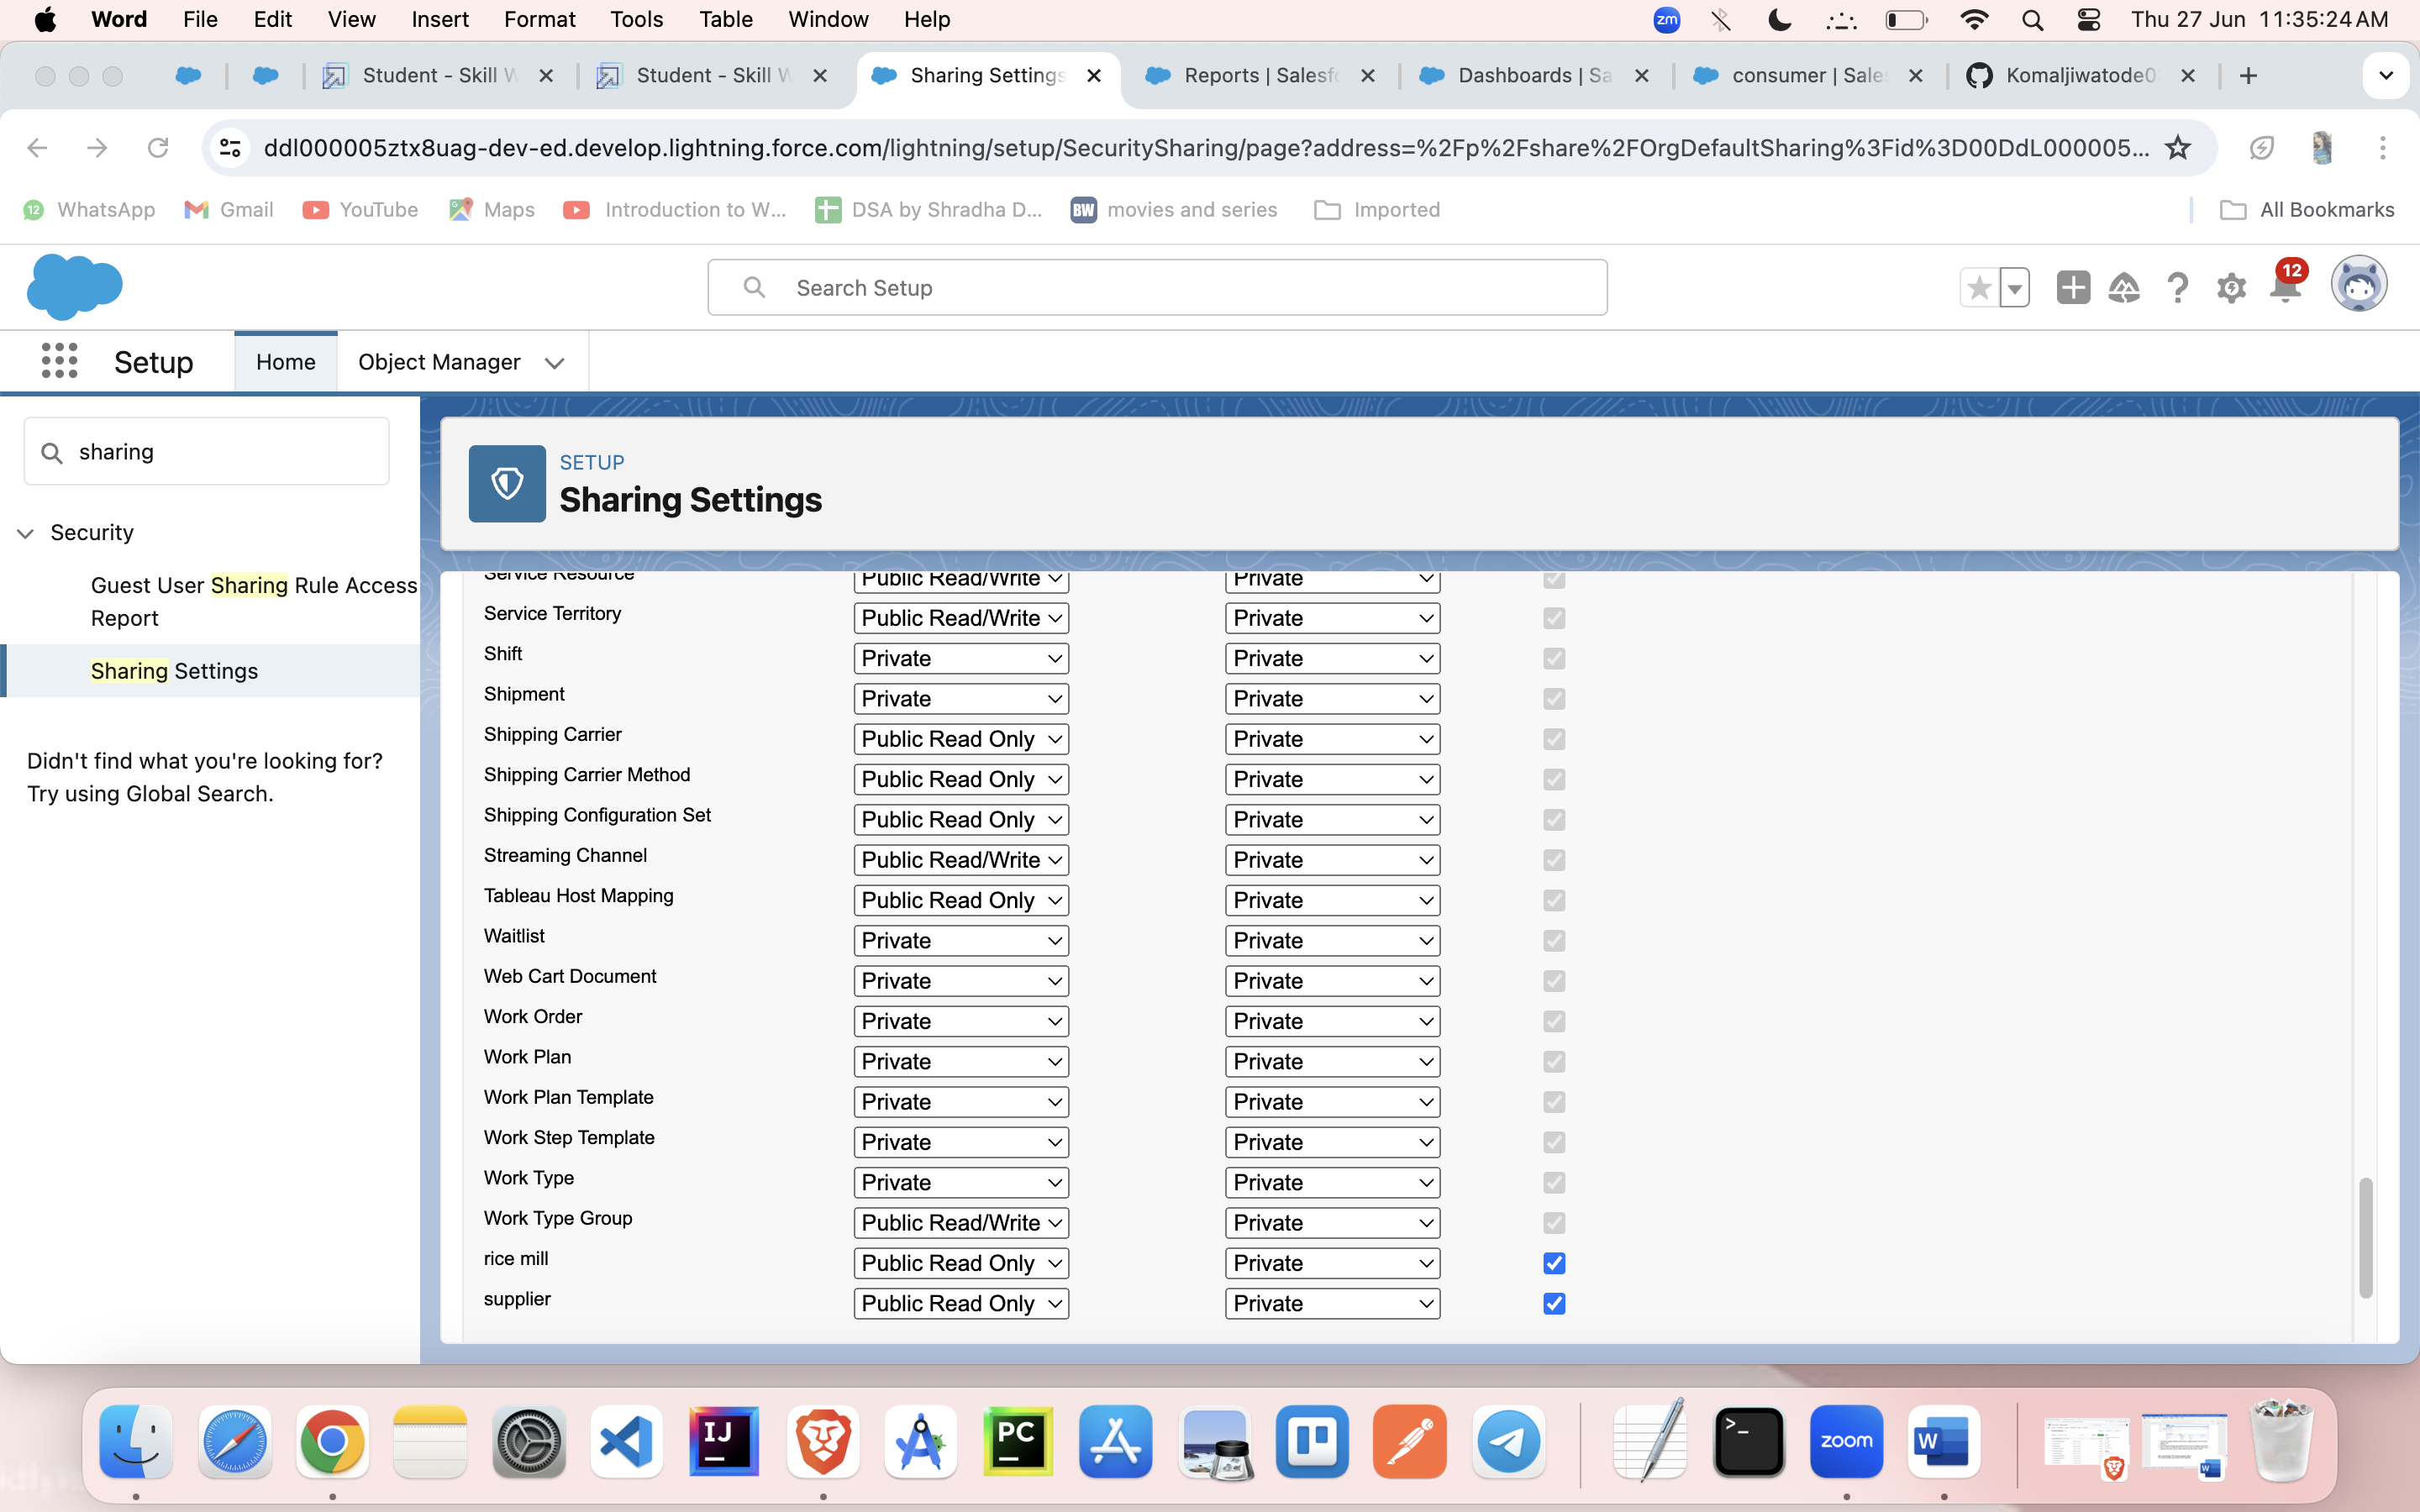 Word File Edit View Insert Format Tools Table Window Help
zm
Thu 27 Jun 11:35:24 AM
Student - Skill W
Student - Skill W
Sharing Settings
Reports | Salesfo
Dashboards | Sa
consumer | Sale
Komaljiwatode0
ddl000005ztx8uag-dev-ed.develop.lightning.force.com/lightning/setup/SecuritySharing/page?address=%2Fp%2Fshare%2FOrgDefaultSharing%3Fid%3D00DdL000005...
12 WhatsApp
Gmail
YouTube
Maps
Introduction to W...
DSA by Shradha D...
BW movies and series
Imported
All Bookmarks
Search Setup
12
Setup
Home
Object Manager
sharing
Security
Guest User Sharing Rule Access
Report
Sharing Settings
Didn't find what you're looking for?
Try using Global Search.
SETUP
Sharing Settings
Service Resource Public Read/Write Private
Service Territory Public Read/Write Private
Shift Private Private
Shipment Private Private
Shipping Carrier Public Read Only Private
Shipping Carrier Method Public Read Only Private
Shipping Configuration Set Public Read Only Private
Streaming Channel Public Read/Write Private
Tableau Host Mapping Public Read Only Private
Waitlist Private Private
Web Cart Document Private Private
Work Order Private Private
Work Plan Private Private
Work Plan Template Private Private
Work Step Template Private Private
Work Type Private Private
Work Type Group Public Read/Write Private
rice mill Public Read Only Private
supplier Public Read Only Private
IJ
PC
>_
zoom
W